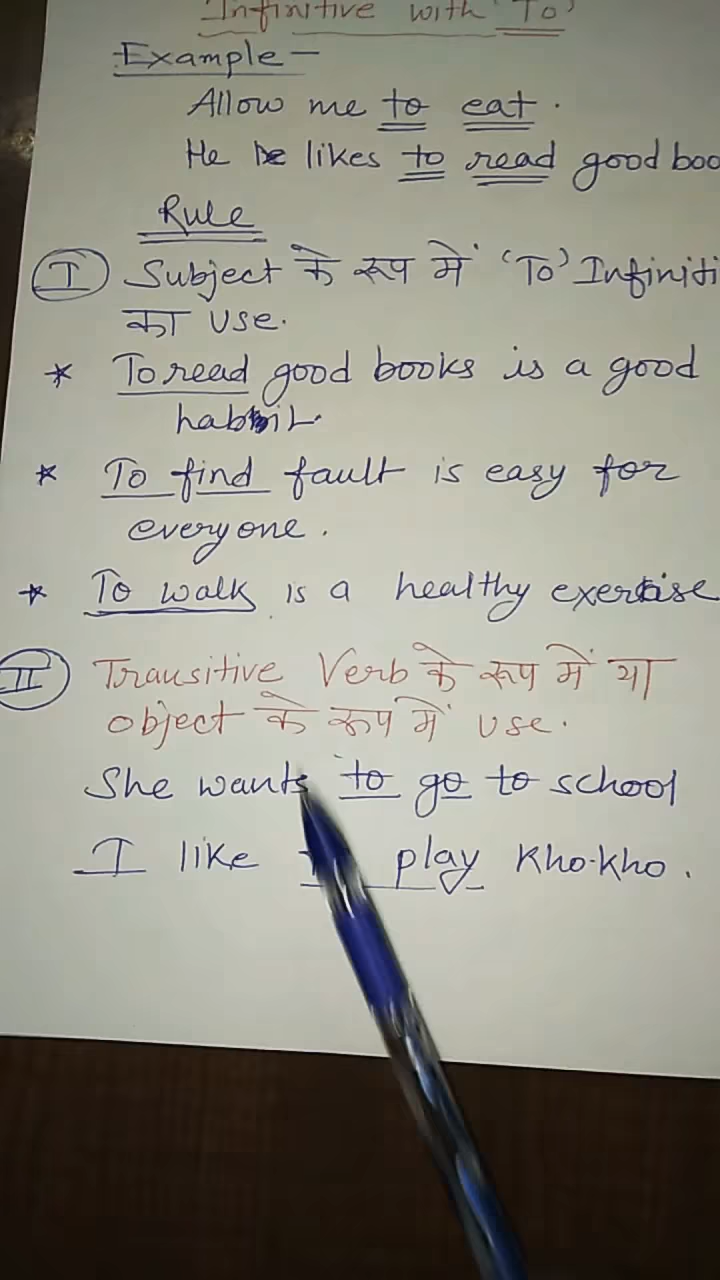 Infinitive with 'To'
Example -
Allow me to eat.
He likes to read good boo
Rule
I Subject के रूप में 'To' Infiniti
का use.
* To read good books is a good
habit.
* To find fault is easy for
everyone.
* To walk is a healthy exercise
II Transitive Verb के रूप में या
object के रूप में use.
She wants to go to school
I like play Kho-Kho.